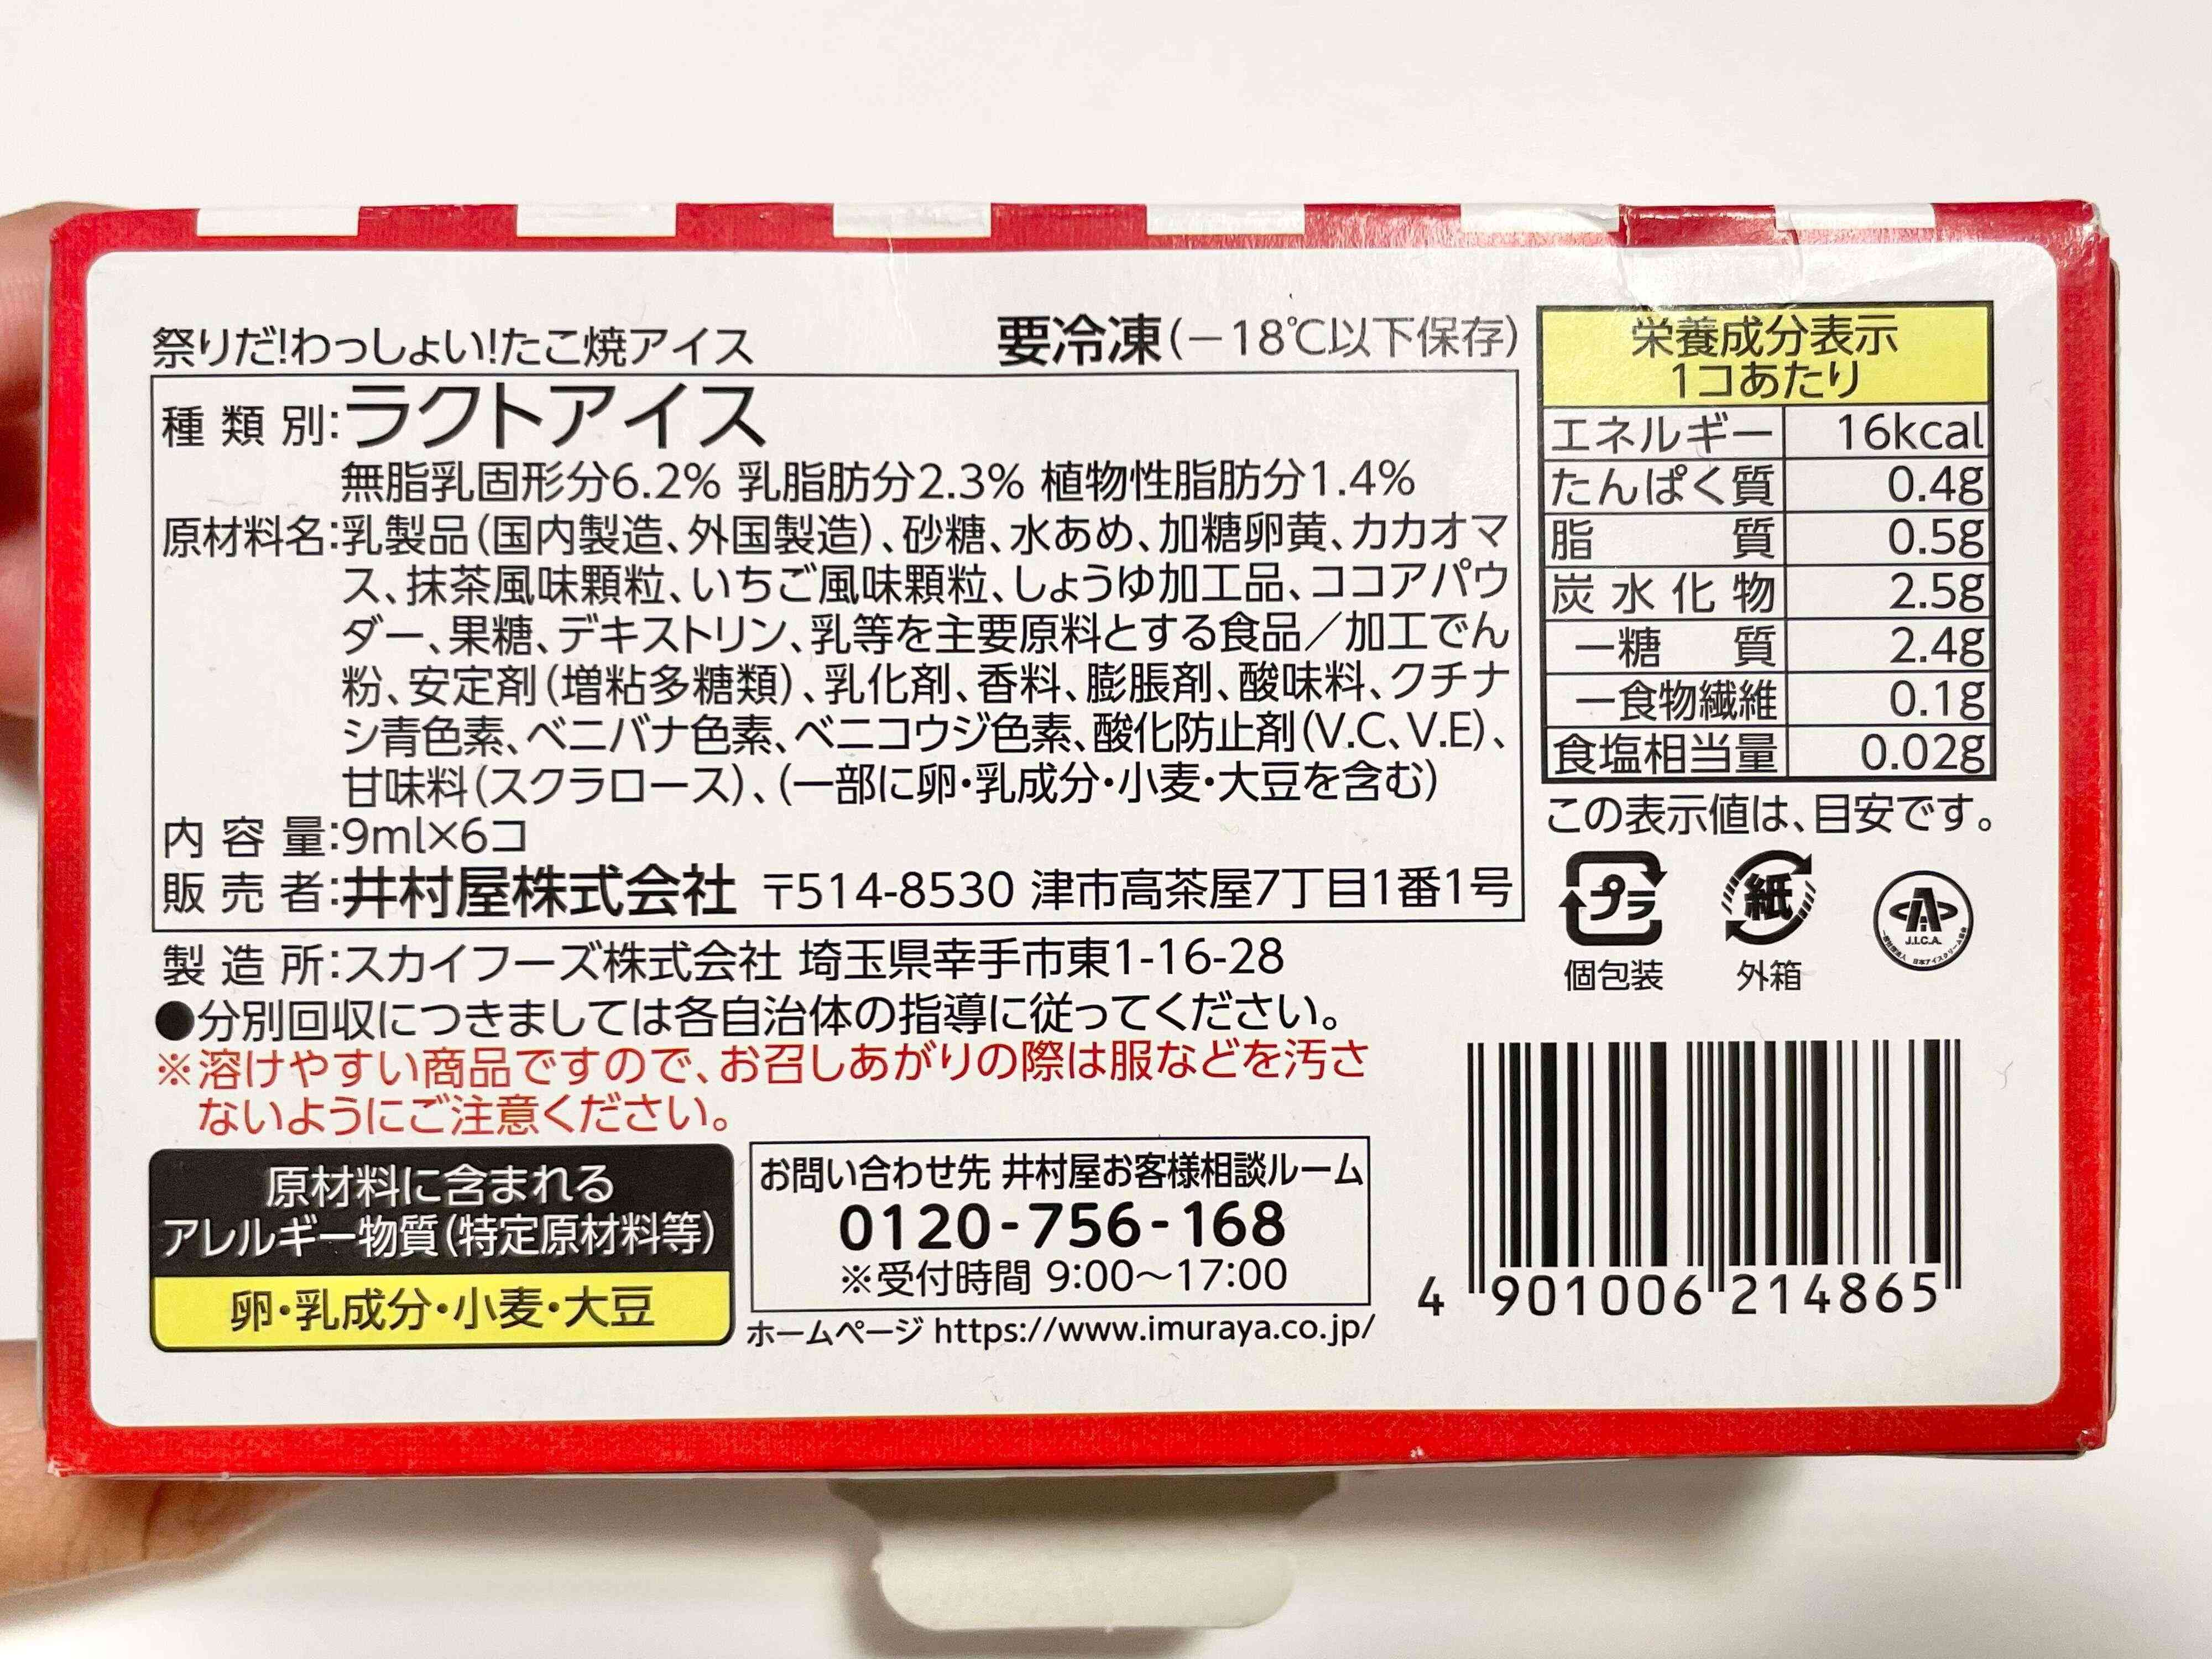 祭りだ!わっしょい!たこ焼アイス 要冷凍(−18℃以下保存)
種類別:ラクトアイス
無脂乳固形分6.2% 乳脂肪分2.3% 植物性脂肪分1.4%
原材料名:乳製品(国内製造、外国製造)、砂糖、水あめ、加糖卵黄、カカオマ
ス、抹茶風味顆粒、いちご風味顆粒、しょうゆ加工品、ココアパウ
ダー、果糖、デキストリン、乳等を主要原料とする食品/加工でん
粉、安定剤(増粘多糖類)、乳化剤、香料、膨脹剤、酸味料、クチナ
シ青色素、ベニバナ色素、ベニコウジ色素、酸化防止剤(V.C、V.E)、
甘味料(スクラロース)、(一部に卵・乳成分・小麦・大豆を含む)
内容量:9ml×6コ
販売者:井村屋株式会社 〒514-8530 津市高茶屋7丁目1番1号
製造所:スカイフーズ株式会社 埼玉県幸手市東1-16-28
●分別回収につきましては各自治体の指導に従ってください。
※溶けやすい商品ですので、お召しあがりの際は服などを汚さ
ないようにご注意ください。
原材料に含まれる
アレルギー物質(特定原材料等)
卵・乳成分・小麦・大豆
お問い合わせ先 井村屋お客様相談ルーム
0120-756-168
※受付時間 9:00〜17:00
ホームページ https://www.imuraya.co.jp/
栄養成分表示
1コあたり
エネルギー 16kcal
たんぱく質 0.4g
脂質 0.5g
炭水化物 2.5g
−糖質 2.4g
−食物繊維 0.1g
食塩相当量 0.02g
この表示値は、目安です。
プラ 紙
個包装 外箱
J.I.C.A.
4 901006 214865